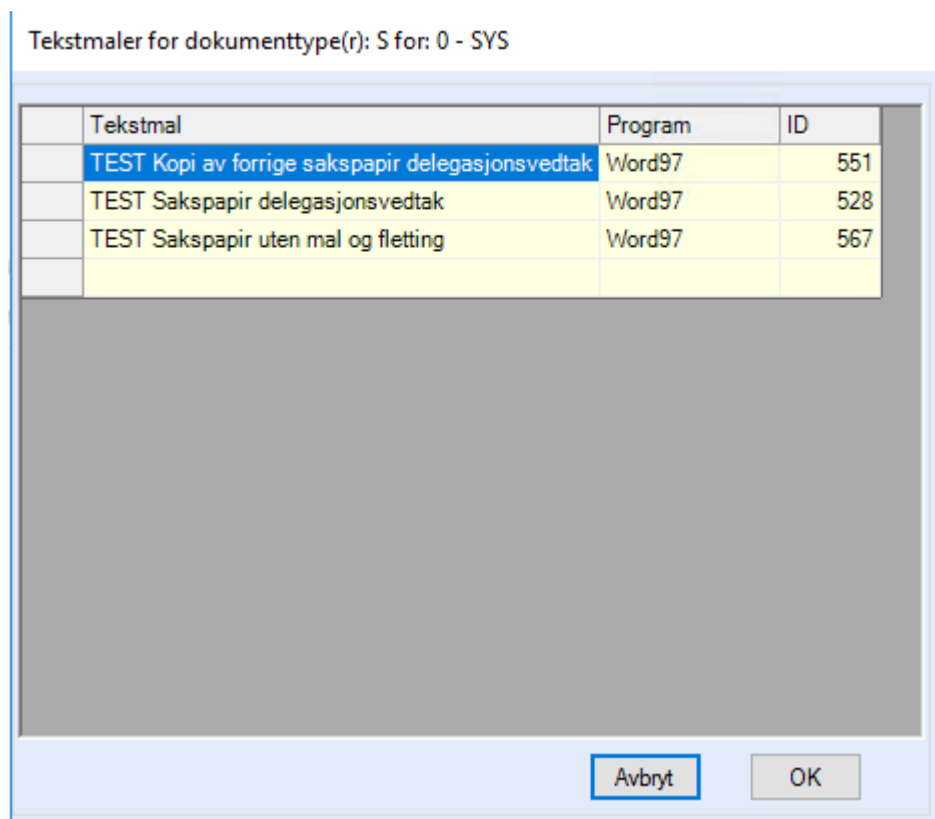 Tekstmaler for dokumenttype(r): S for: 0 - SYS
Tekstmal Program ID
TEST Kopi av forrige sakspapir delegasjonsvedtak Word97 551
TEST Sakspapir delegasjonsvedtak Word97 528
TEST Sakspapir uten mal og fletting Word97 567
Avbryt OK